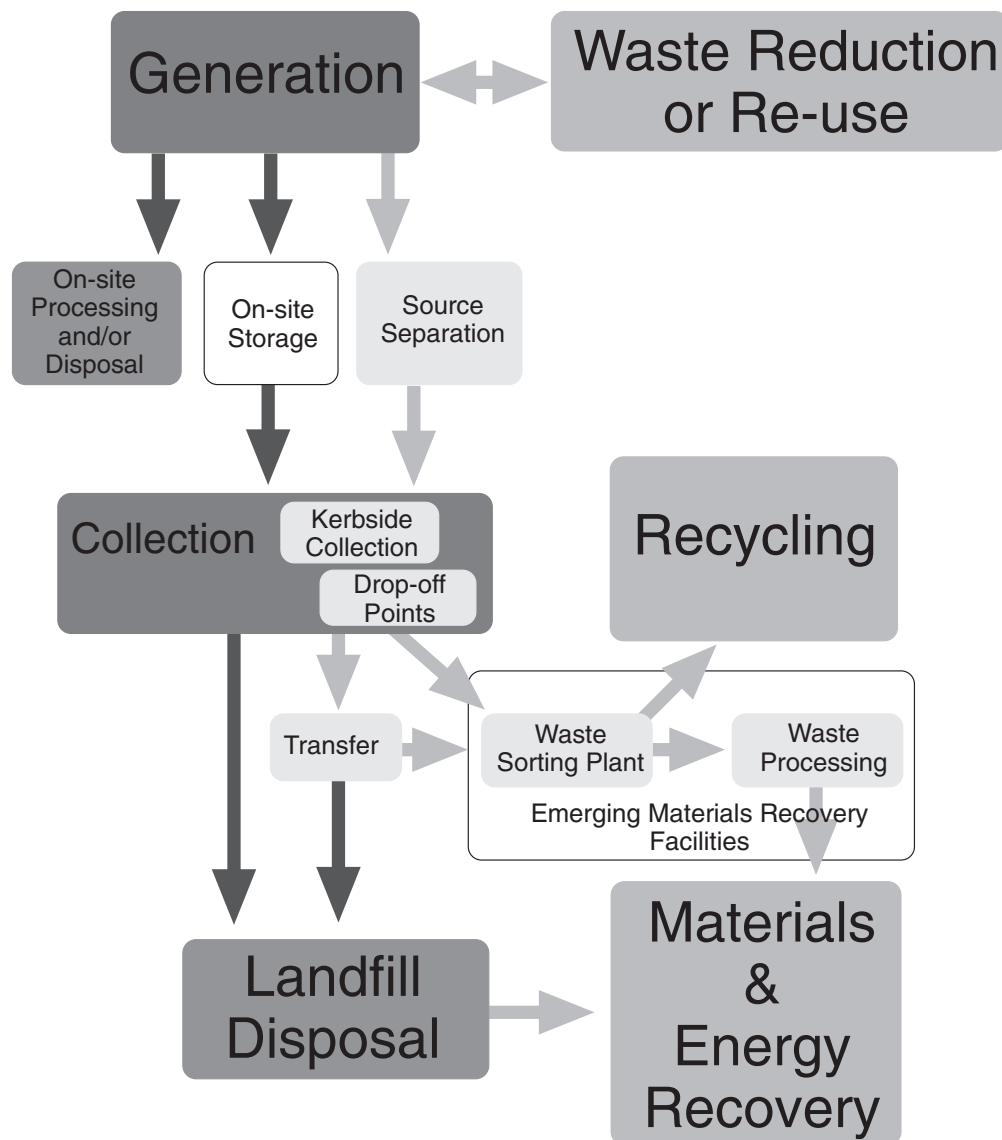 Generation
Waste Reduction
or Re-use
On-site
Processing
and/or
Disposal
On-site
Storage
Source
Separation
Collection
Kerbside
Collection
Drop-off
Points
Recycling
Transfer
Waste
Sorting Plant
Waste
Processing
Emerging Materials Recovery
Facilities
Landfill
Disposal
Materials
&
Energy
Recovery